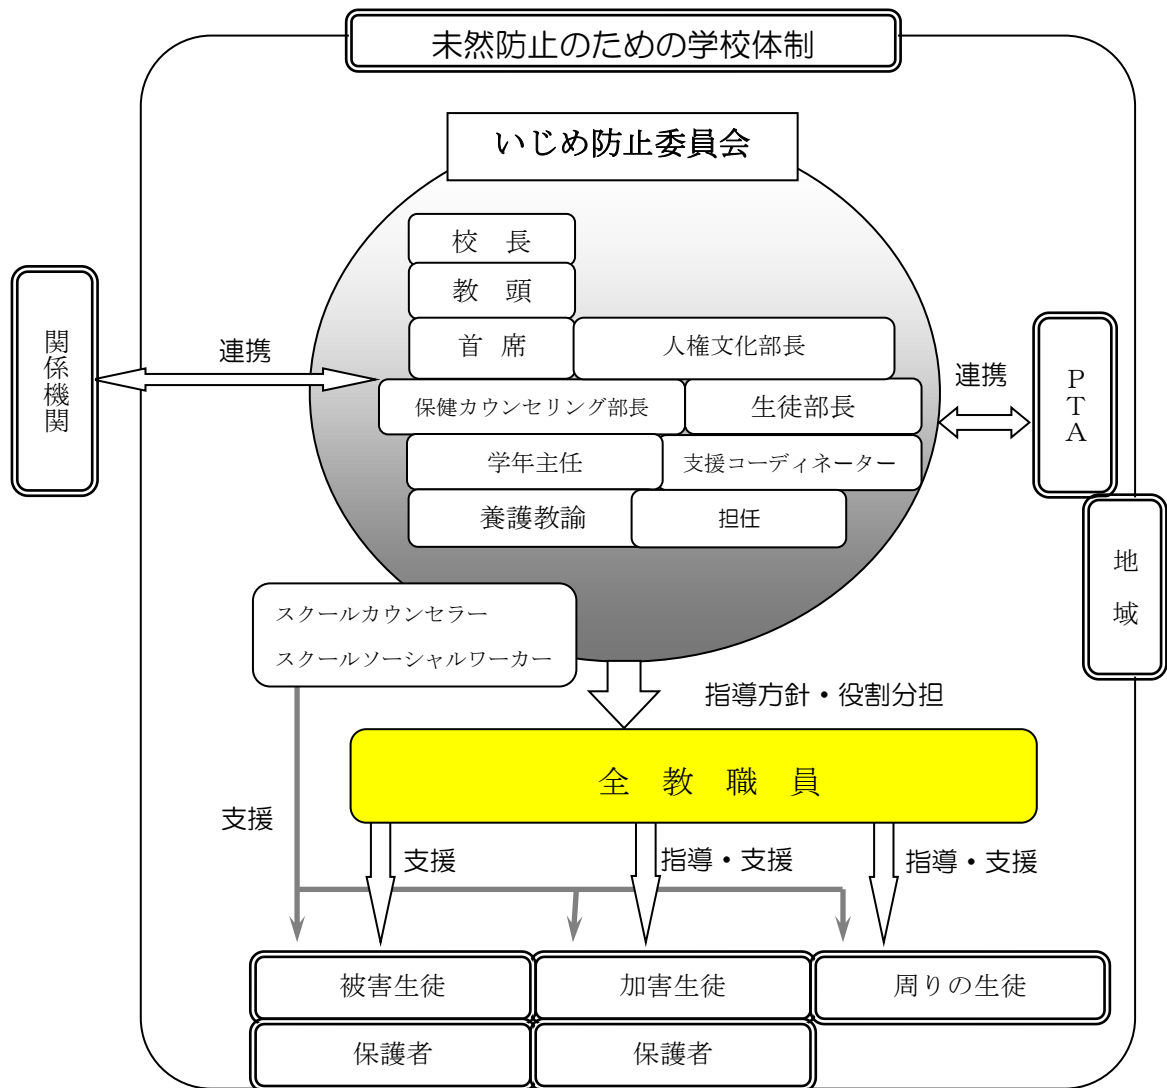 未然防止のための学校体制
いじめ防止委員会
校　長
教　頭
首 席
人権文化部長
保健カウンセリング部長
生徒部長
学年主任
支援コーディネーター
養護教諭
担任
関係機関
連携
連携
PTA
地域
スクールカウンセラー
スクールソーシャルワーカー
指導方針・役割分担
全　教　職　員
支援
支援
指導・支援
指導・支援
被害生徒
加害生徒
周りの生徒
保護者
保護者